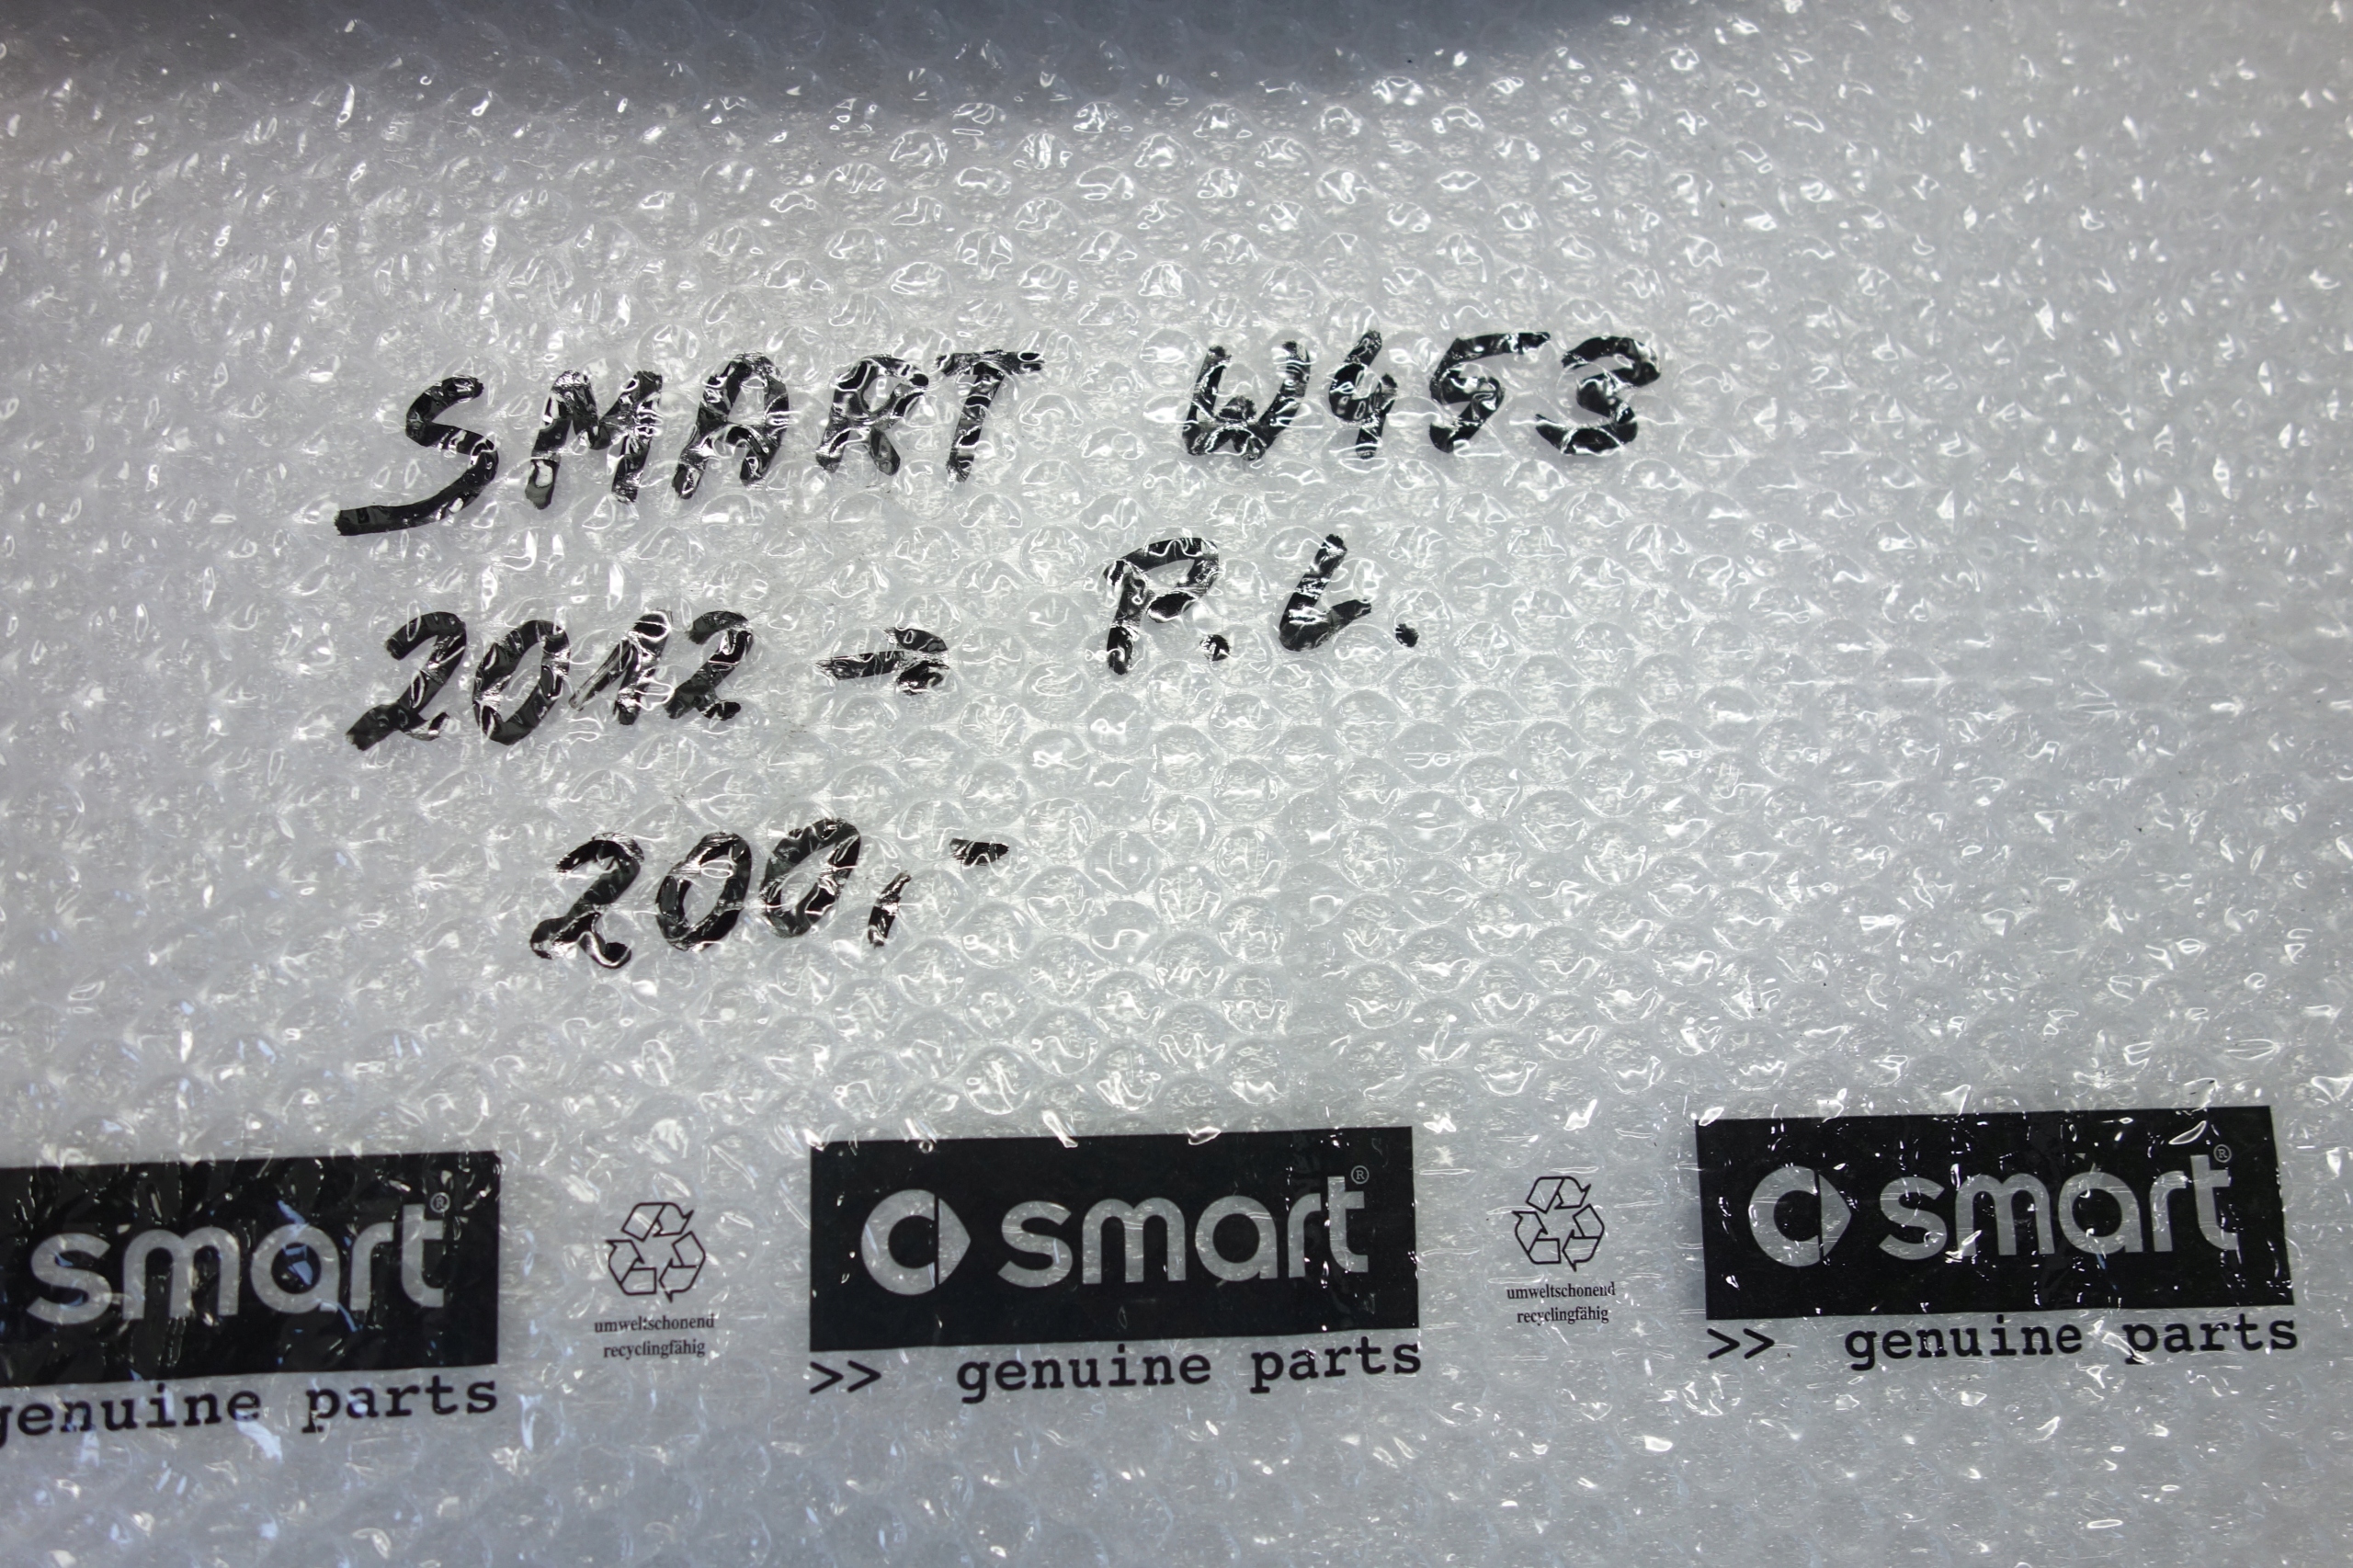 SMART W453
2012 → P.L.
200,-
smart®
genuine parts
umweltschonend
recyclingfähig
smart®
>> genuine parts
umweltschonend
recyclingfähig
smart®
>> genuine parts